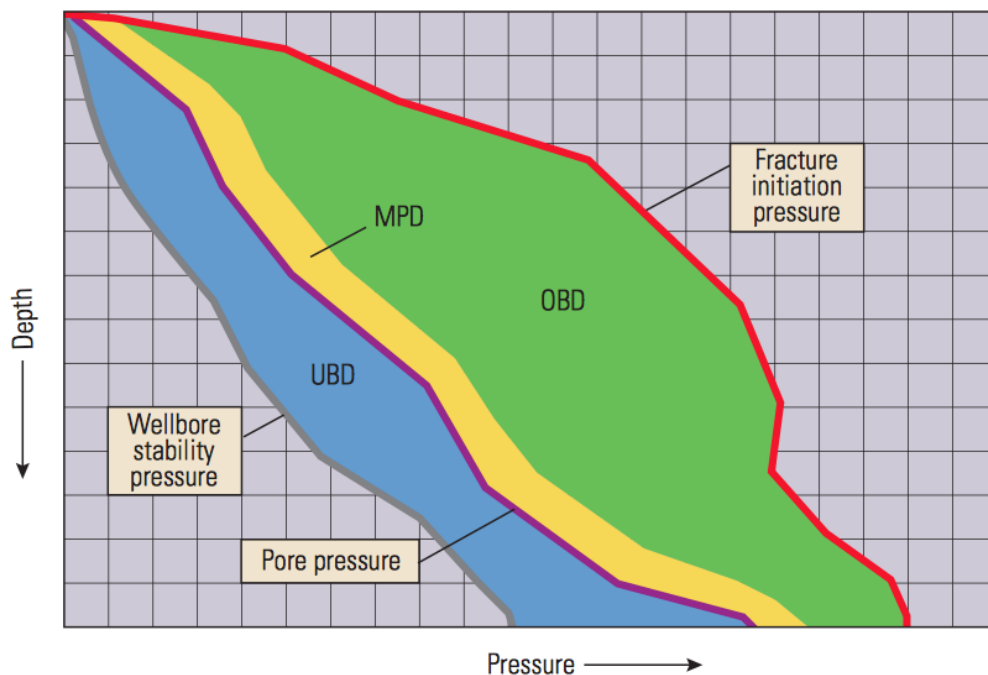 Fracture
initiation
pressure
MPD
OBD
Depth
UBD
Wellbore
stability
pressure
Pore pressure
Pressure